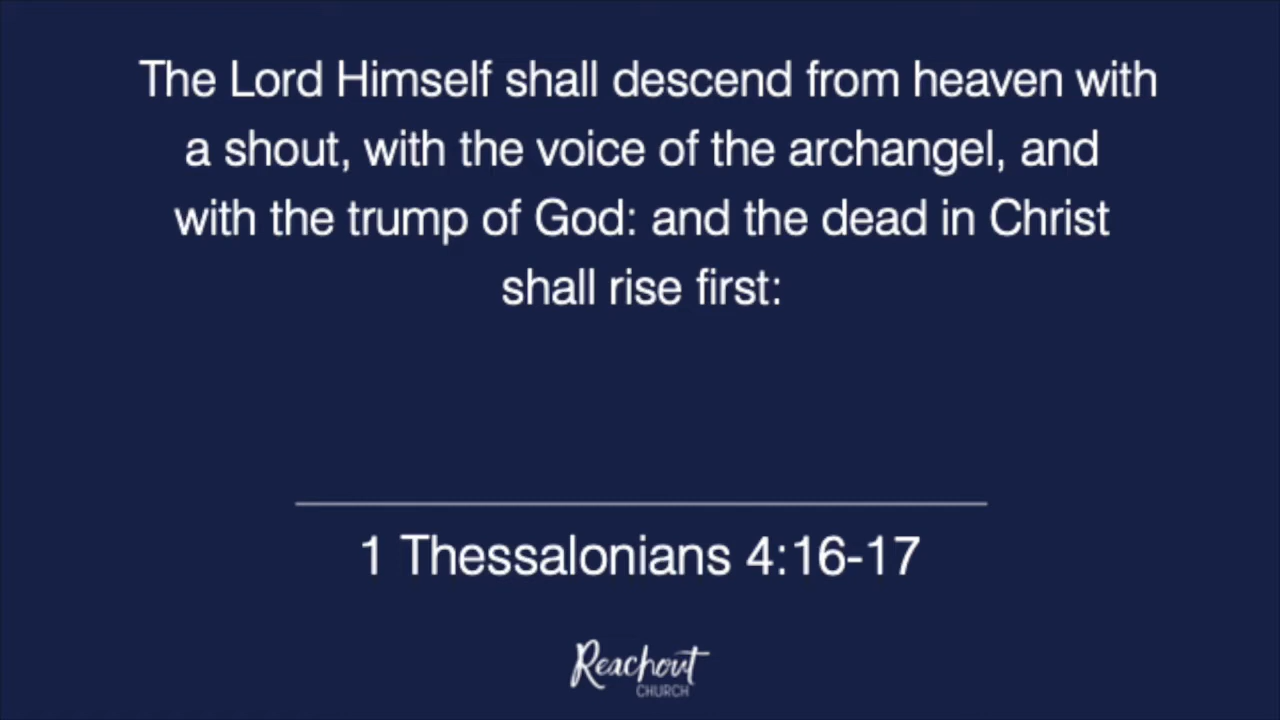 The Lord Himself shall descend from heaven with
a shout, with the voice of the archangel, and
with the trump of God: and the dead in Christ
shall rise first:
1 Thessalonians 4:16-17
Reachout
CHURCH